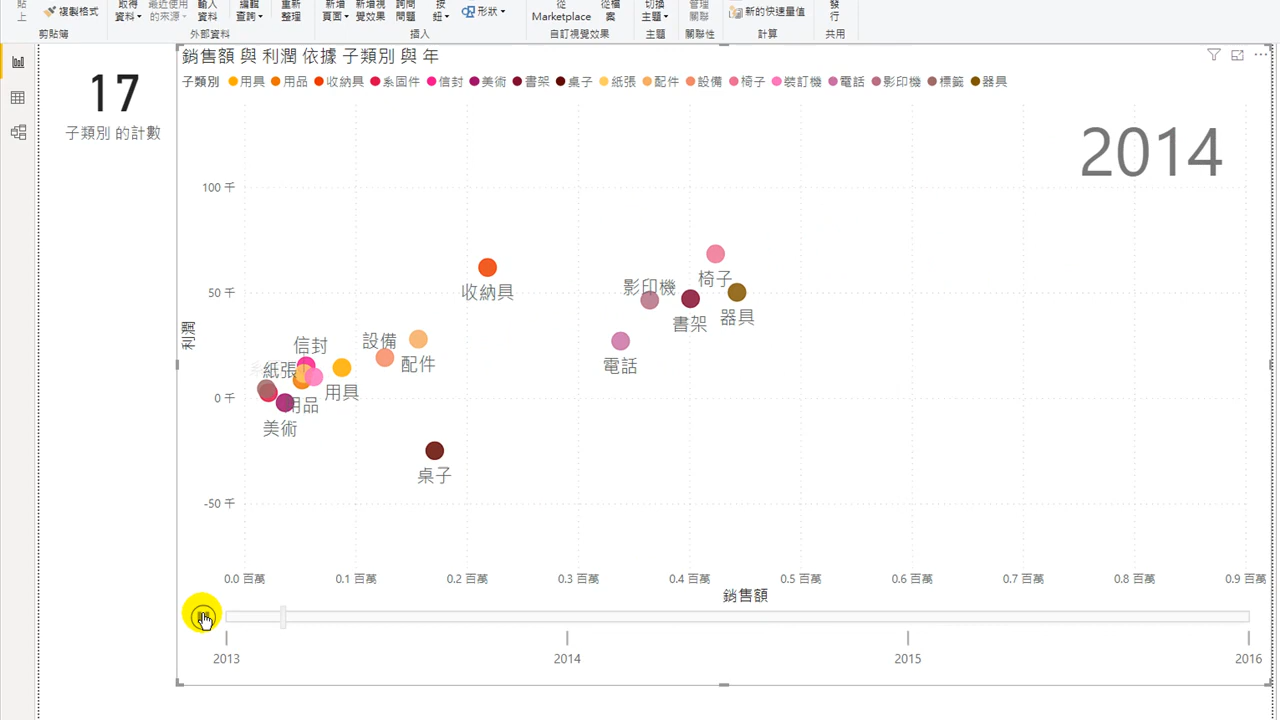 貼上
複製格式
剪貼簿
取得資料
最近使用的來源
輸入資料
編輯查詢
重新整理
外部資料
新增頁面
新增視覺效果
詢問問題
按鈕
形狀
插入
從 Marketplace
從檔案
自訂視覺效果
切換主題
主題
管理關聯
關聯性
新的快速量值
計算
發行
共用
17
子類別 的計數
銷售額 與 利潤 依據 子類別 與 年
子類別 用具 用品 收納具 系固件 信封 美術 書架 桌子 紙張 配件 設備 椅子 裝訂機 電話 影印機 標籤 器具
2014
100 千
50 千
0 千
-50 千
利潤
收納具
椅子
影印機
書架
器具
電話
信封
設備
配件
紙張
用具
用品
美術
桌子
0.0 百萬 0.1 百萬 0.2 百萬 0.3 百萬 0.4 百萬 0.5 百萬 0.6 百萬 0.7 百萬 0.8 百萬 0.9 百萬
銷售額
2013 2014 2015 2016